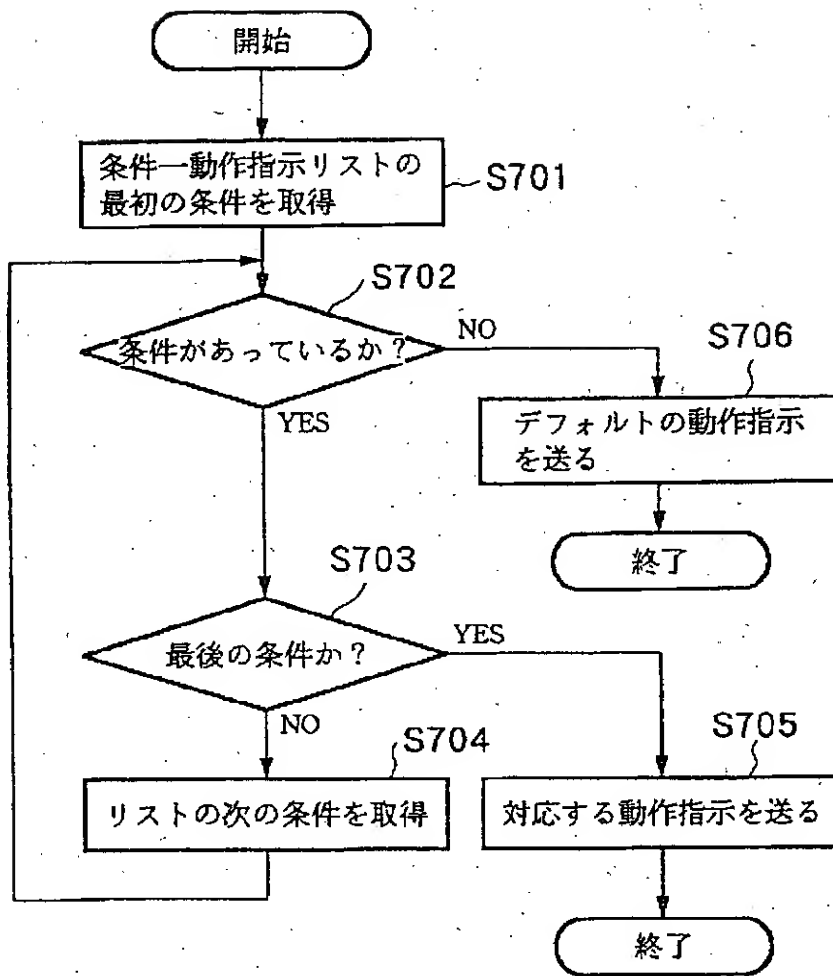 開始
条件一動作指示リストの
最初の条件を取得
S701
S702
条件があっているか?
NO
YES
S706
デフォルトの動作指示
を送る
終了
S703
最後の条件か?
YES
NO
S704
リストの次の条件を取得
S705
対応する動作指示を送る
終了